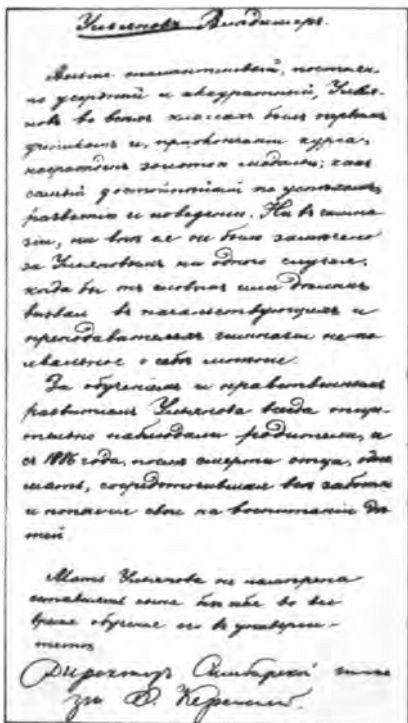 Ульяновъ Владимеръ.
Весьма талантливый, постоян-
но усердный и аккуратный, Улья-
новъ во всѣхъ классахъ былъ первымъ
ученикомъ и, при окончаніи курса,
награжденъ золотою медалью, какъ
самый достойнѣйшій по успѣхамъ,
развитію и поведенію. Ни въ гимна-
зіи, ни внѣ ея не было замѣчено
за Ульяновымъ ни одного случая,
когда бы онъ словомъ или дѣломъ
вызвалъ въ начальствующихъ и
преподавателяхъ гимназіи непо-
хвальное о себѣ мнѣніе.
За обученіемъ и нравственнымъ
развитіемъ Ульянова всегда тща-
тельно наблюдали родители, а
съ 1886 года, послѣ смерти отца, одна
мать, сосредоточившая все заботы
и попеченія свои на воспитаніи дѣ-
тей.
Мать Ульянова не намѣрена
оставлять сына безъ себя во все
время обученія его въ универси-
тетѣ.
Директоръ Симбирской гимна-
зіи Ѳ. Керенскій.